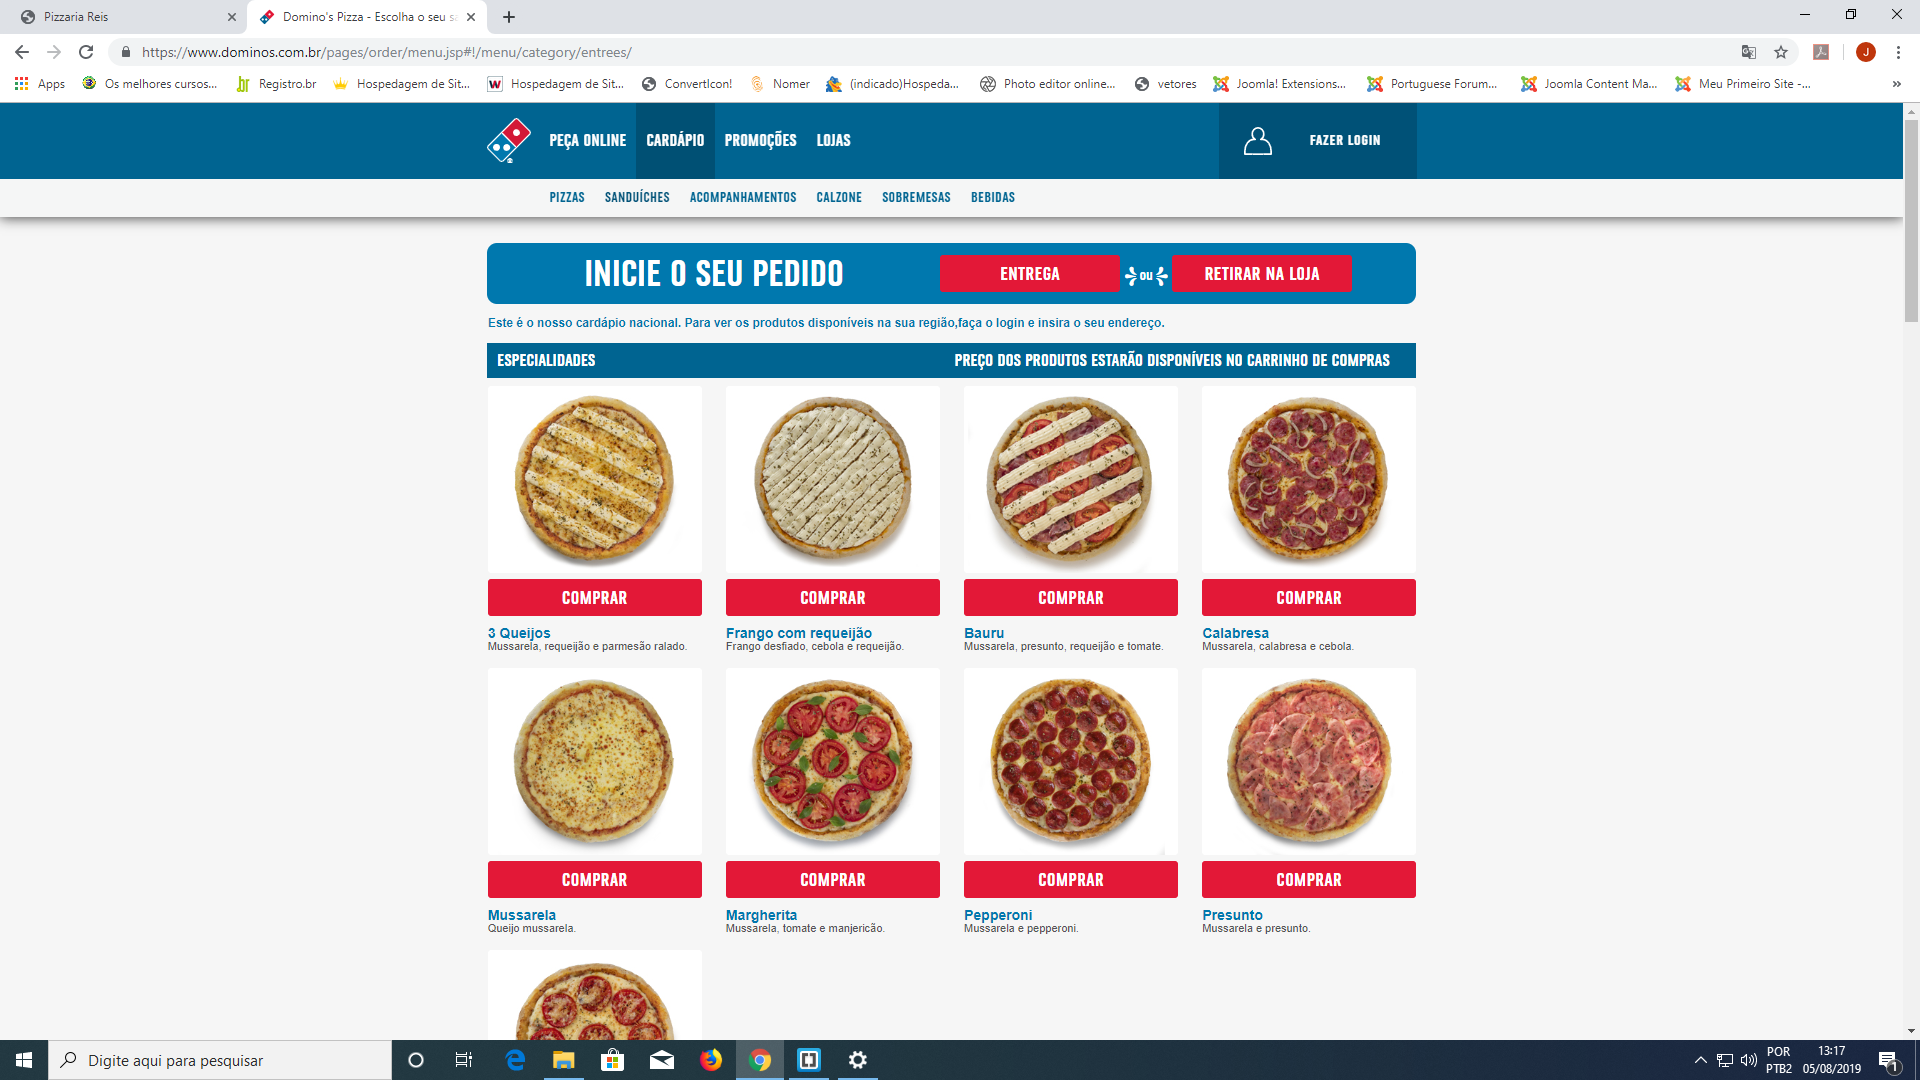 Pizzaria Reis
Domino's Pizza - Escolha o seu sa
https://www.dominos.com.br/pages/order/menu.jsp#!/menu/category/entrees/
J
Apps
Os melhores cursos...
Registro.br
Hospedagem de Sit...
Hospedagem de Sit...
ConvertIcon!
Nomer
(indicado)Hospeda...
Photo editor online...
vetores
Joomla! Extensions...
Portuguese Forum...
Joomla Content Ma...
Meu Primeiro Site -...
»
PEÇA ONLINE
CARDÁPIO
PROMOÇÕES
LOJAS
FAZER LOGIN
PIZZAS
SANDUÍCHES
ACOMPANHAMENTOS
CALZONE
SOBREMESAS
BEBIDAS
INICIE O SEU PEDIDO
ENTREGA
ou
RETIRAR NA LOJA
Este é o nosso cardápio nacional. Para ver os produtos disponíveis na sua região,faça o login e insira o seu endereço.
ESPECIALIDADES
PREÇO DOS PRODUTOS ESTARÃO DISPONÍVEIS NO CARRINHO DE COMPRAS
COMPRAR
COMPRAR
COMPRAR
COMPRAR
3 Queijos
Mussarela, requeijão e parmesão ralado.
Frango com requeijão
Frango desfiado, cebola e requeijão.
Bauru
Mussarela, presunto, requeijão e tomate.
Calabresa
Mussarela, calabresa e cebola.
COMPRAR
COMPRAR
COMPRAR
COMPRAR
Mussarela
Queijo mussarela.
Margherita
Mussarela, tomate e manjericão.
Pepperoni
Mussarela e pepperoni.
Presunto
Mussarela e presunto.
Digite aqui para pesquisar
POR
PTB2
13:17
05/08/2019
1